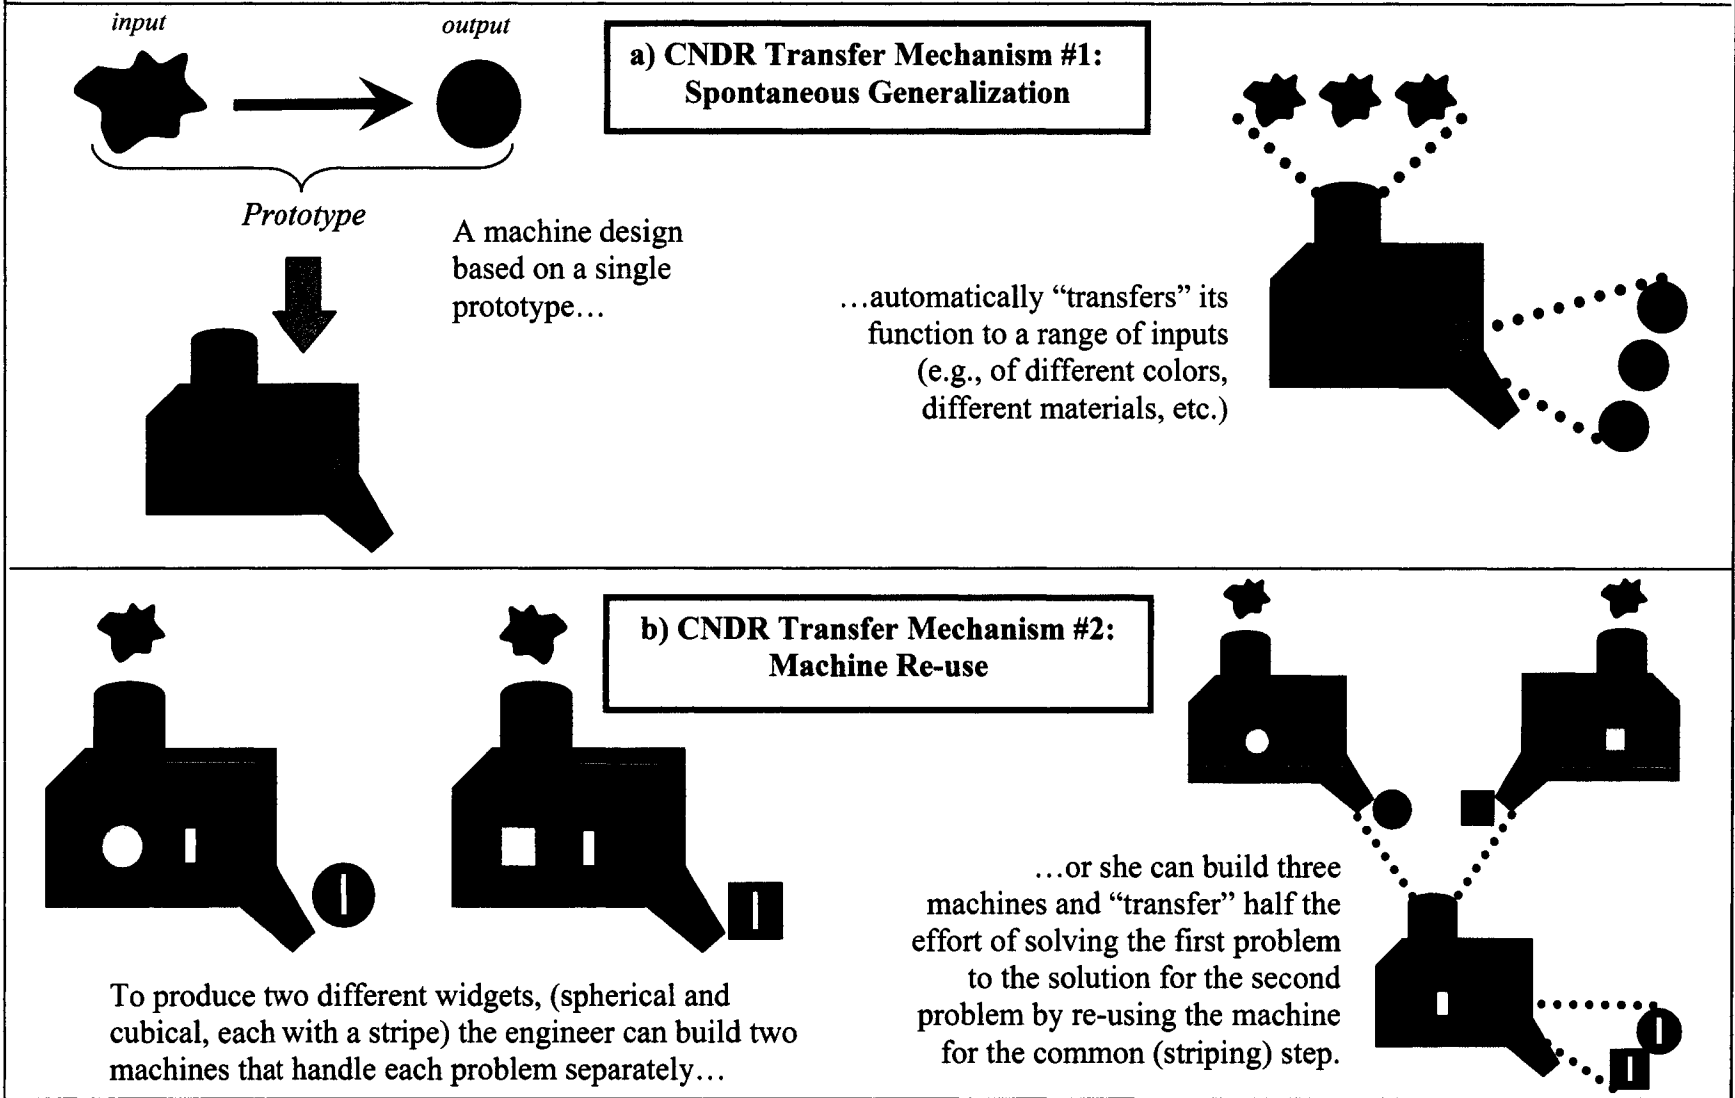 input
output
a) CNDR Transfer Mechanism #1:
Spontaneous Generalization
Prototype
A machine design
based on a single
prototype…
…automatically “transfers” its
function to a range of inputs
(e.g., of different colors,
different materials, etc.)
b) CNDR Transfer Mechanism #2:
Machine Re-use
To produce two different widgets, (spherical and
cubical, each with a stripe) the engineer can build two
machines that handle each problem separately…
…or she can build three
machines and “transfer” half the
effort of solving the first problem
to the solution for the second
problem by re-using the machine
for the common (striping) step.